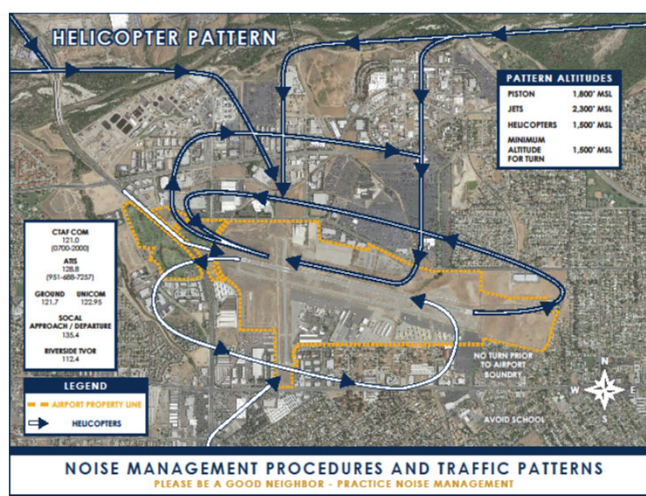 HELICOPTER PATTERN
PATTERN ALTITUDES
PISTON 1,800' MSL
JETS 2,300' MSL
HELICOPTERS 1,500' MSL
MINIMUM
ALTITUDE 1,500' MSL
FOR TURN
CTAF COM
121.0
(0700-2000)
ATIS
128.8
(951-688-7257)
GROUND UNICOM
121.7 122.95
SOCAL
APPROACH / DEPARTURE
135.4
RIVERSIDE TVOR
112.4
LEGEND
AIRPORT PROPERTY LINE
HELICOPTERS
NO TURN PRIOR
TO AIRPORT
BOUNDRY
AVOID SCHOOL
N
W E
S
NOISE MANAGEMENT PROCEDURES AND TRAFFIC PATTERNS
PLEASE BE A GOOD NEIGHBOR - PRACTICE NOISE MANAGEMENT